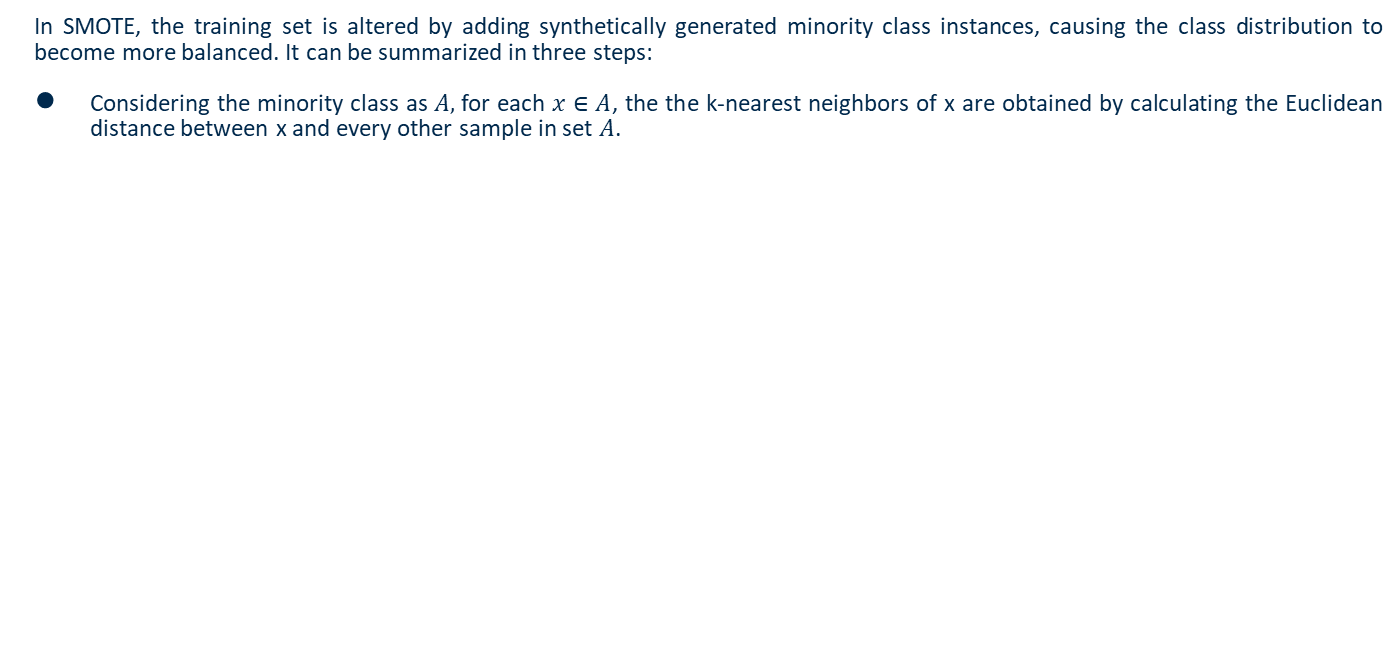 In SMOTE, the training set is altered by adding synthetically generated minority class instances, causing the class distribution to
become more balanced. It can be summarized in three steps:
● Considering the minority class as A, for each x ∈ A, the the k-nearest neighbors of x are obtained by calculating the Euclidean
distance between x and every other sample in set A.